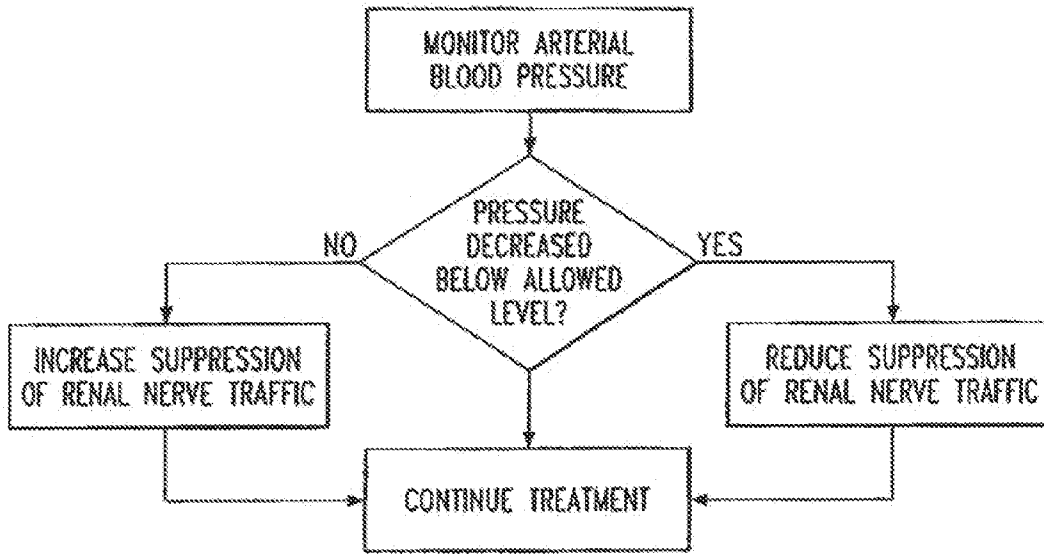 MONITOR ARTERIAL
BLOOD PRESSURE
PRESSURE
DECREASED
BELOW ALLOWED
LEVEL?
NO
YES
INCREASE SUPPRESSION
OF RENAL NERVE TRAFFIC
REDUCE SUPPRESSION
OF RENAL NERVE TRAFFIC
CONTINUE TREATMENT